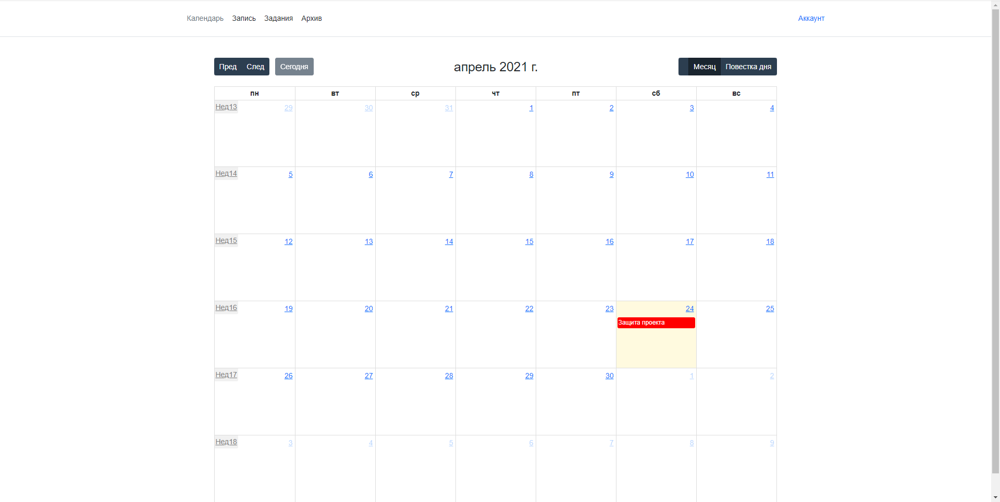 Календарь Запись Задания Архив Аккаунт
Пред След Сегодня апрель 2021 г. Месяц Повестка дня
пн вт ср чт пт сб вс
Нед13 29 30 31 1 2 3 4
Нед14 5 6 7 8 9 10 11
Нед15 12 13 14 15 16 17 18
Нед16 19 20 21 22 23 24 25
Защита проекта
Нед17 26 27 28 29 30 1 2
Нед18 3 4 5 6 7 8 9